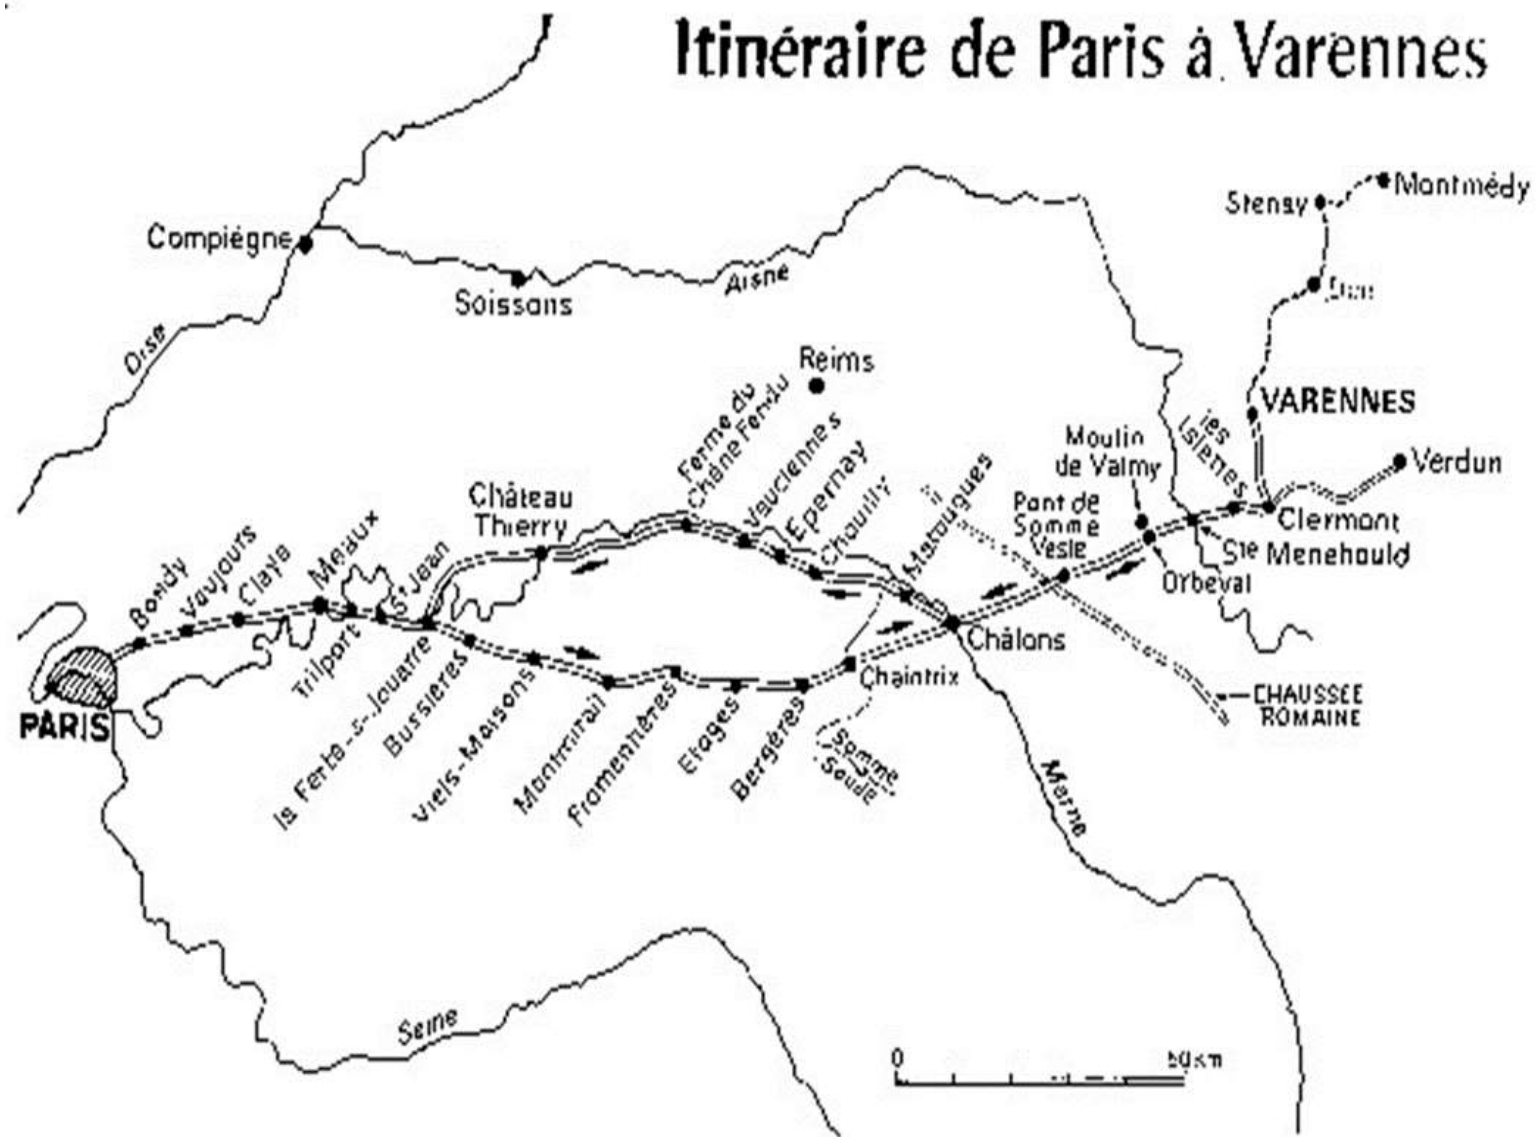 Itinéraire de Paris à Varennes
Montmédy
Stenay
Compiègne
Soissons
Aisne
Oise
Reims
Ferme du
Chêne Fendu
VARENNES
les
Islettes
Verdun
Moulin
de Valmy
Vauciennes
Epernay
Chouilly
Matougues
Château
Thierry
Pont de
Somme
Vesle
Clermont
Ste Menehould
Orbeval
Bondy
Vaujours
Claye
Meaux
St Jean
Châlons
Chaintrix
CHAUSSÉE
ROMAINE
PARIS
Trilport
la Ferté-s-Jouarre
Bussières
Viels-Maisons
Montmirail
Fromentières
Etoges
Bergères
Somme
Soude
Marne
Seine
0
50 km